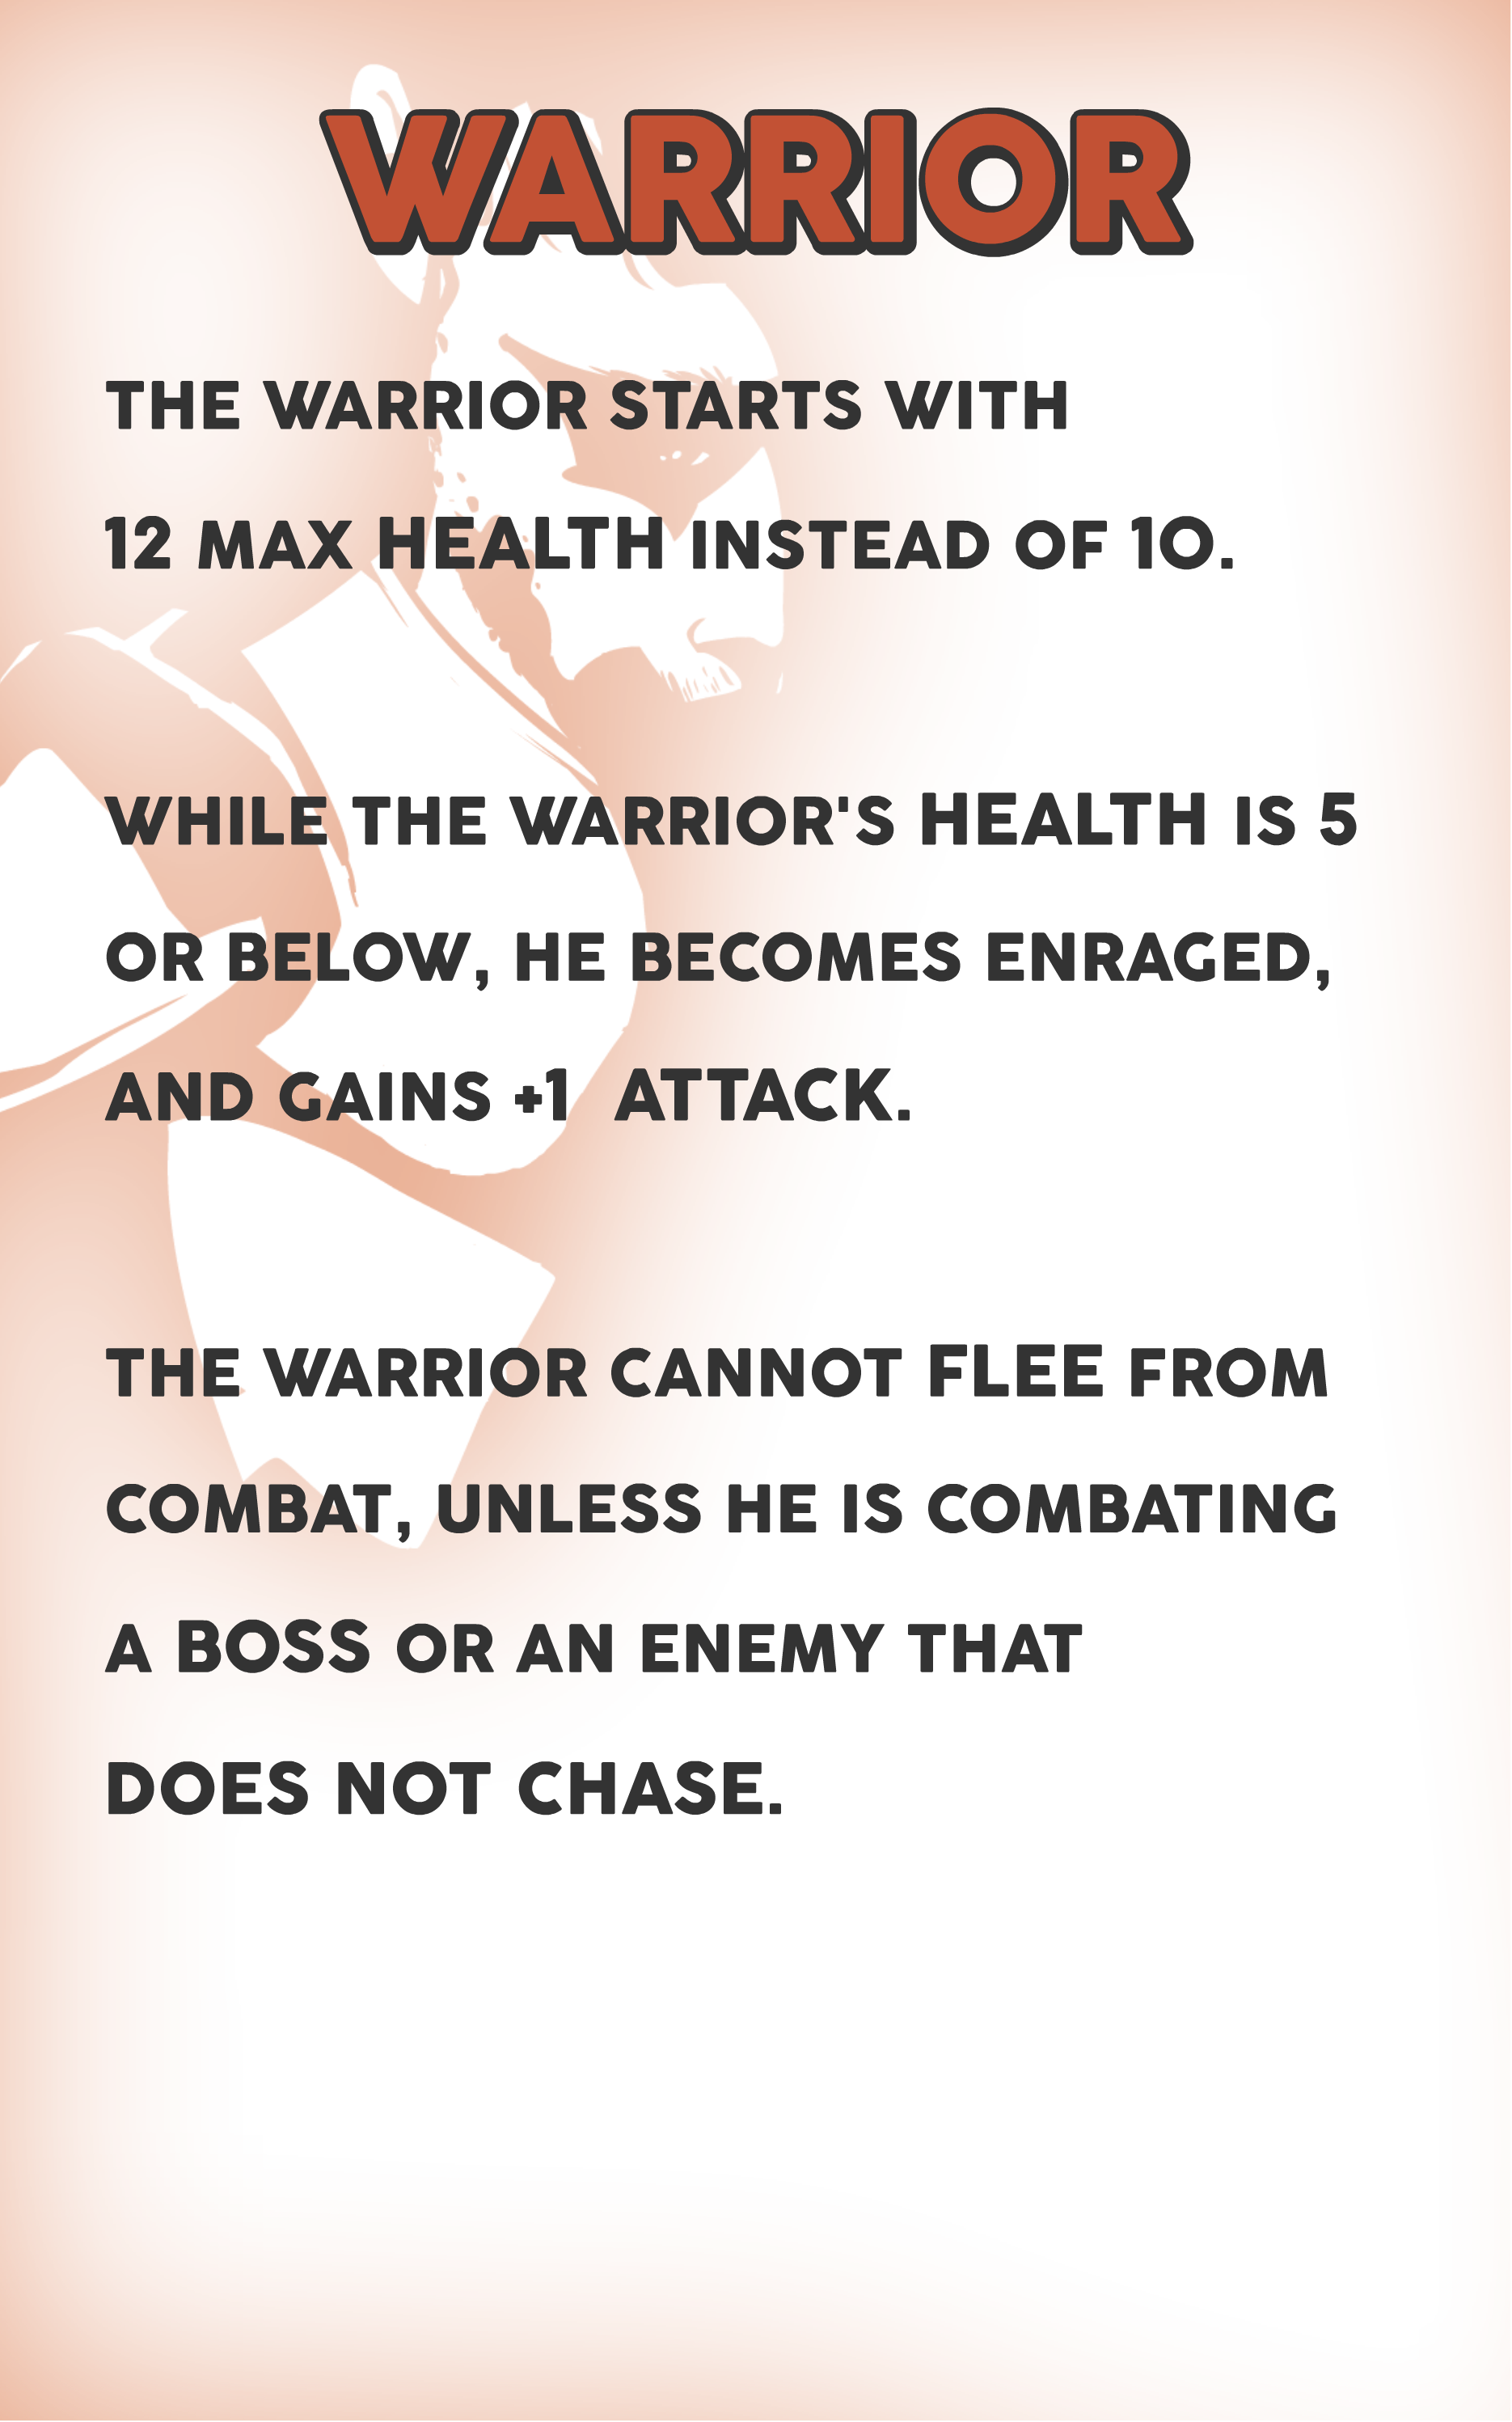 WARRIOR
THE WARRIOR STARTS WITH
12 MAX HEALTH INSTEAD OF 10.
WHILE THE WARRIOR'S HEALTH IS 5
OR BELOW, HE BECOMES ENRAGED,
AND GAINS +1 ATTACK.
THE WARRIOR CANNOT FLEE FROM
COMBAT, UNLESS HE IS COMBATING
A BOSS OR AN ENEMY THAT
DOES NOT CHASE.